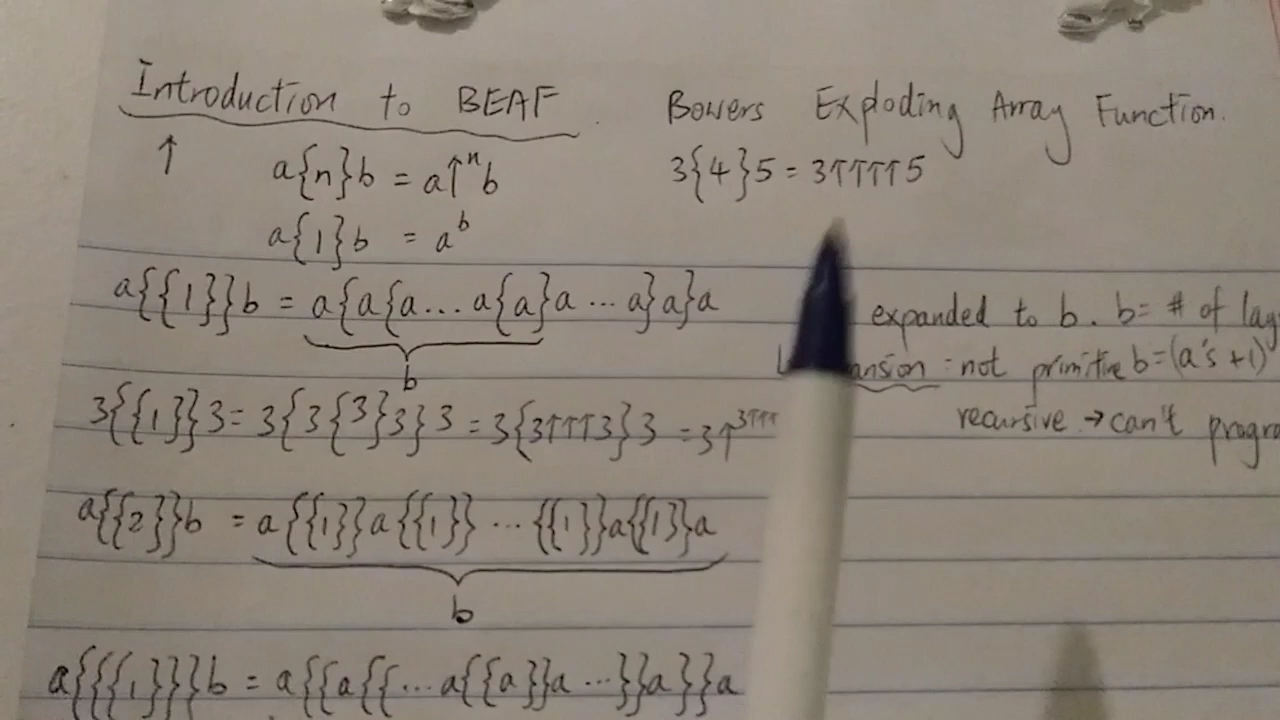 Introduction to BEAF Bowers Exploding Array Function.
↑ a{n}b = a↑ⁿb 3{4}5 = 3↑↑↑↑5
a{1}b = aᵇ
a{{1}}b = a{a{a...a{a}a...a}a}a expanded to b. b= # of lay
b ansion: not primitive b=(a's +1)
3{{1}}3 = 3{3{3}3}3 = 3{3↑↑↑3}3 = 3↑³↑↑↑ recursive → can't progra
a{{2}}b = a{{1}}a{{1}}...{{1}}a{{1}}a
b
a{{{1}}}b = a{{a{{...a{{a}}a...}}a}}a